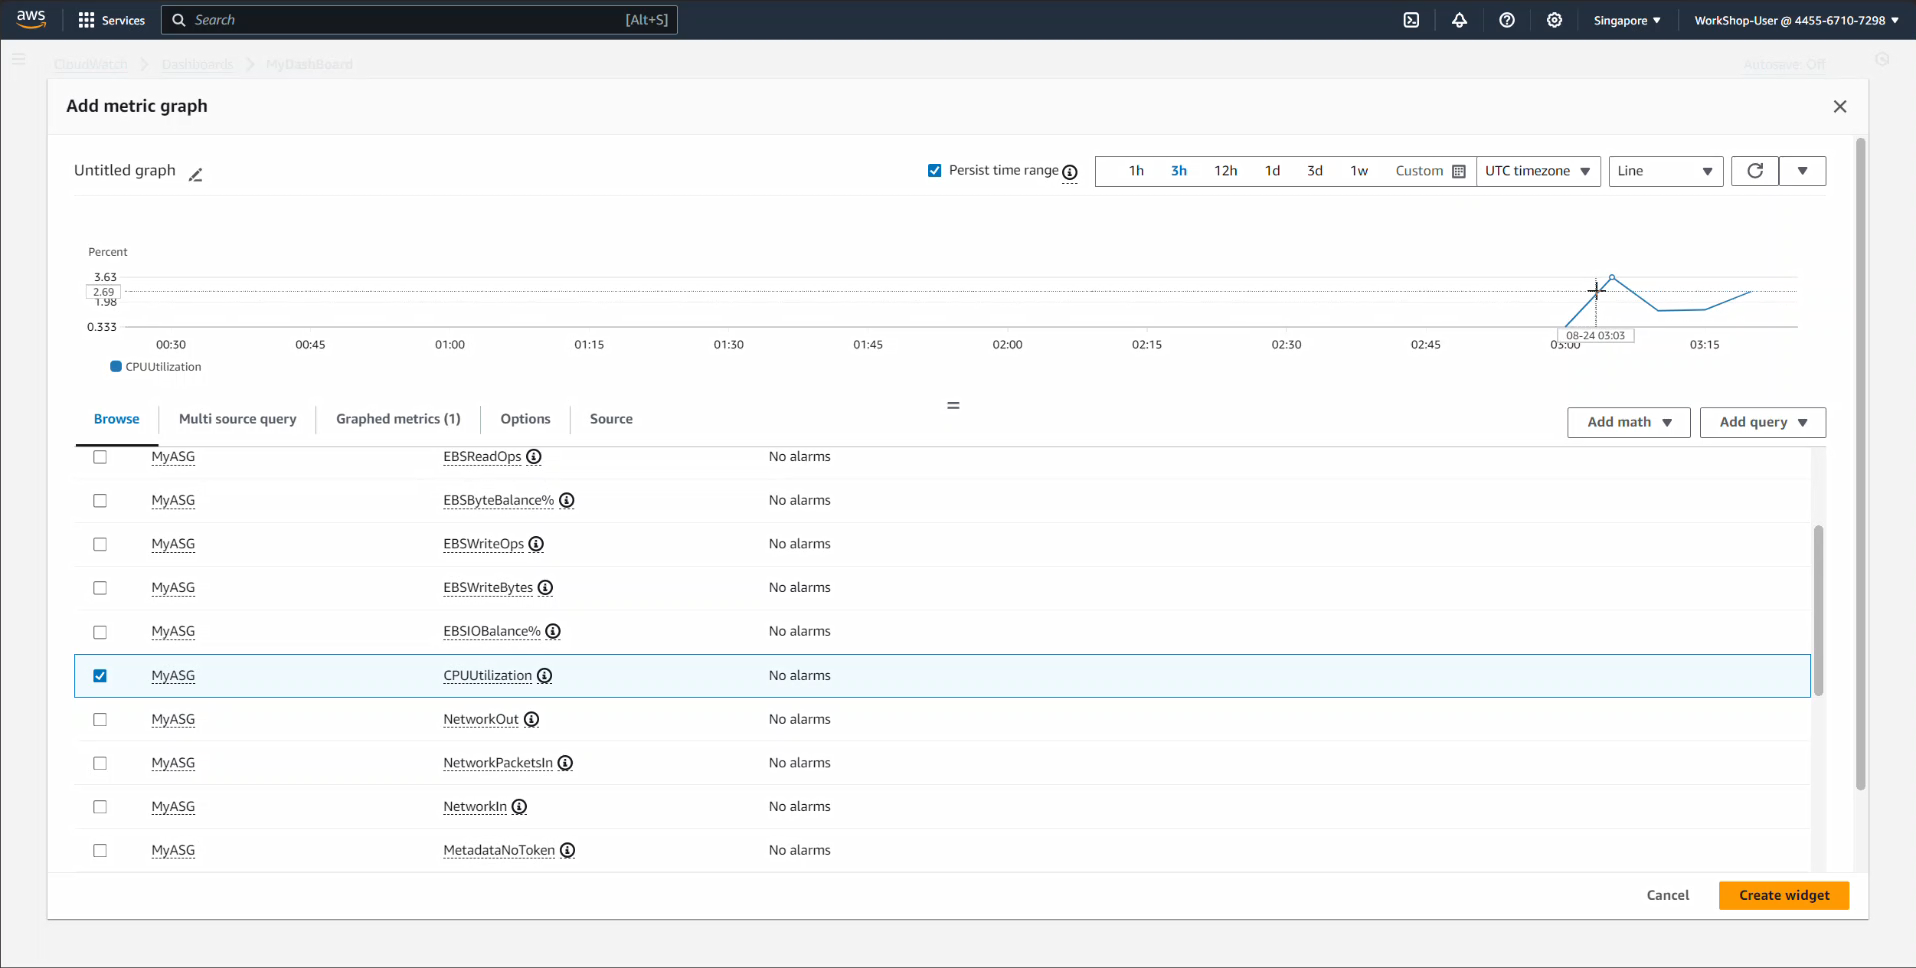 aws Services Search [Alt+S] Singapore WorkShop-User @ 4455-6710-7298
CloudWatch Dashboards MyDashBoard Autosave: Off
Add metric graph
Untitled graph Persist time range 1h 3h 12h 1d 3d 1w Custom UTC timezone Line
Percent
3.63
2.69
1.98
0.333
08-24 03:03
00:30 00:45 01:00 01:15 01:30 01:45 02:00 02:15 02:30 02:45 03:00 03:15
CPUUtilization
Browse Multi source query Graphed metrics (1) Options Source Add math Add query
MyASG EBSReadOps No alarms
MyASG EBSByteBalance% No alarms
MyASG EBSWriteOps No alarms
MyASG EBSWriteBytes No alarms
MyASG EBSIOBalance% No alarms
MyASG CPUUtilization No alarms
MyASG NetworkOut No alarms
MyASG NetworkPacketsIn No alarms
MyASG NetworkIn No alarms
MyASG MetadataNoToken No alarms
Cancel Create widget